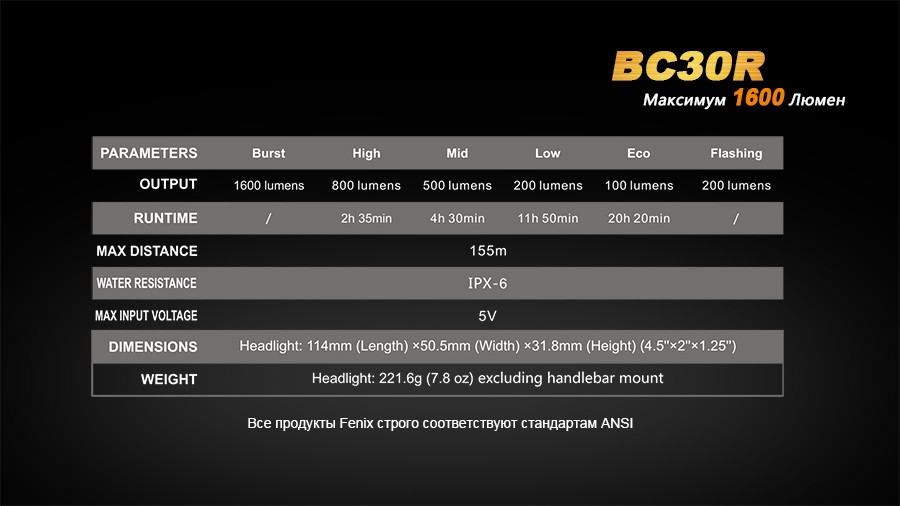 BC30R
Максимум 1600 Люмен
PARAMETERS Burst High Mid Low Eco Flashing
OUTPUT 1600 lumens 800 lumens 500 lumens 200 lumens 100 lumens 200 lumens
RUNTIME / 2h 35min 4h 30min 11h 50min 20h 20min /
MAX DISTANCE 155m
WATER RESISTANCE IPX-6
MAX INPUT VOLTAGE 5V
DIMENSIONS Headlight: 114mm (Length) ×50.5mm (Width) ×31.8mm (Height) (4.5"×2"×1.25")
WEIGHT Headlight: 221.6g (7.8 oz) excluding handlebar mount
Все продукты Fenix строго соответствуют стандартам ANSI